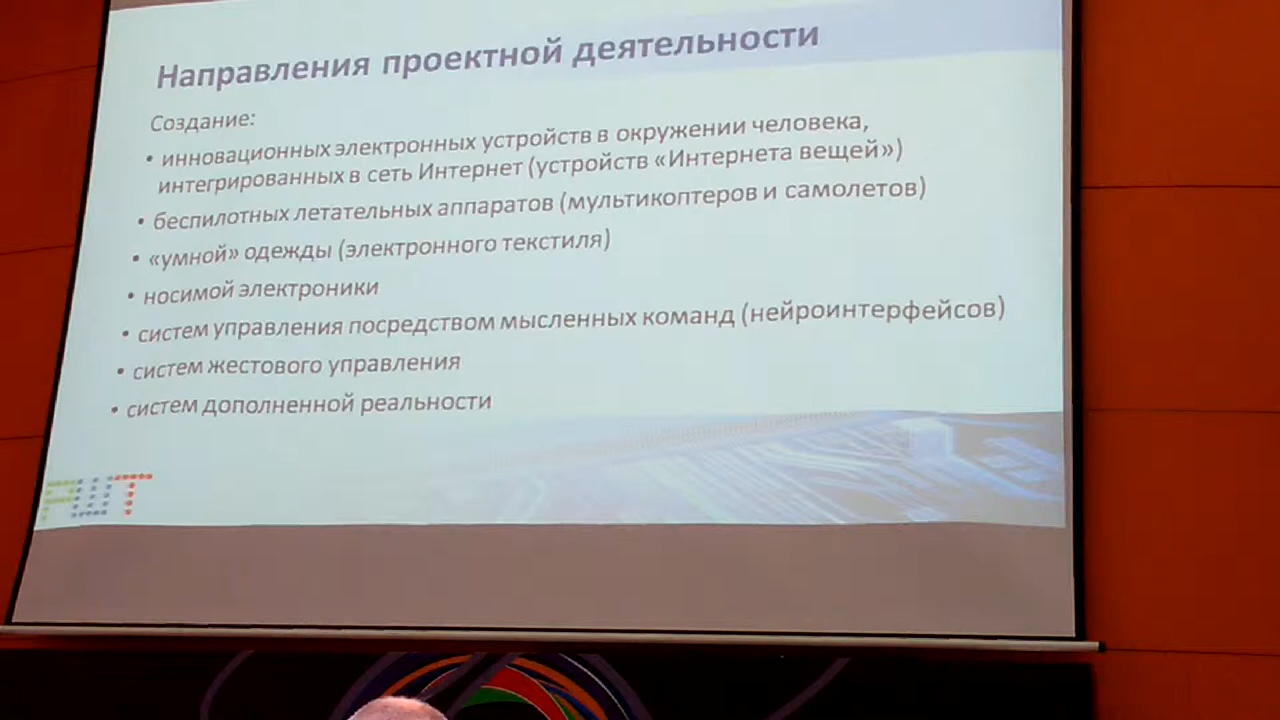 Направления проектной деятельности
Создание:
• инновационных электронных устройств в окружении человека,
интегрированных в сеть Интернет (устройств «Интернета вещей»)
• беспилотных летательных аппаратов (мультикоптеров и самолетов)
• «умной» одежды (электронного текстиля)
• носимой электроники
• систем управления посредством мысленных команд (нейроинтерфейсов)
• систем жестового управления
• систем дополненной реальности